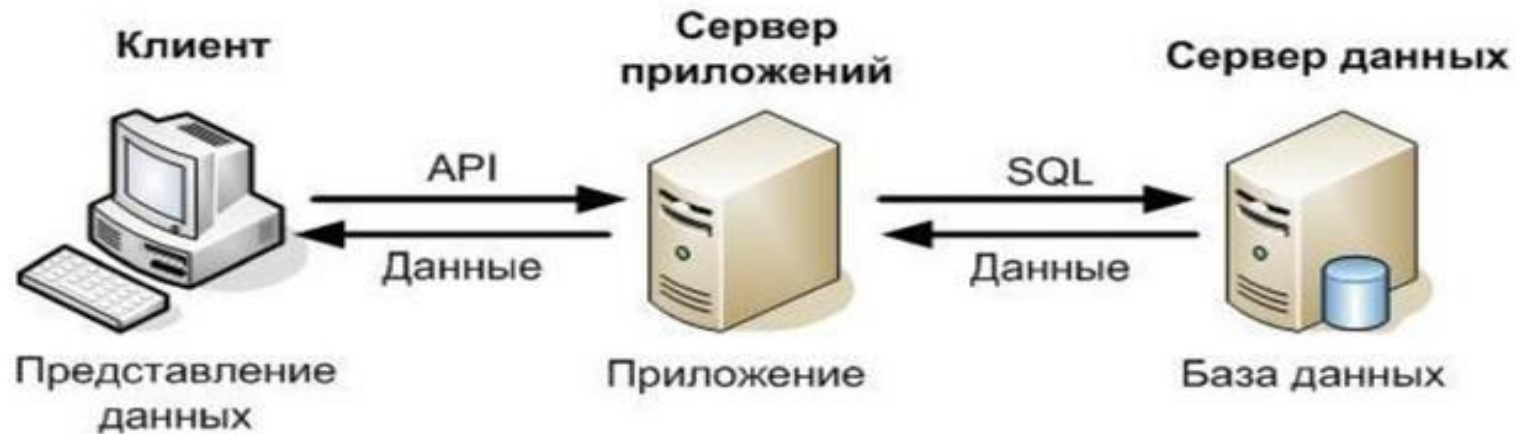 Клиент
Сервер
приложений
Сервер данных
API
Данные
SQL
Данные
Представление
данных
Приложение
База данных